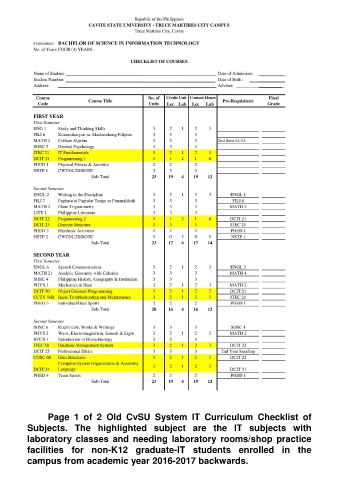 Republic of the Philippines
CAVITE STATE UNIVERSITY - TRECE MARTIRES CITY CAMPUS
Trece Martires City, Cavite
Curriculum: BACHELOR OF SCIENCE IN INFORMATION TECHNOLOGY
No. of Years: FOUR (4) YEARS
CHECKLIST OF COURSES
Name of Student: Date of Admission:
Student Number: Date of Birth:
Address: Adviser:
Course Code Course Title No. of Units Credit Unit Lec Lab Contact Hours Lec Lab Pre-Requisite(s) Final Grade
FIRST YEAR
First Semester
ENG 1 Study and Thinking Skills 3 2 1 2 3
FILI 6 Komunikasyon sa Akademikong Filipino 3 3 3
MATH 2 College Algebra 3 3 3
SOSC 2 General Psychology 3 3 3
ITEC 21 IT Fundamentals 3 2 1 2 3
DCIT 21 Programming 1 3 1 2 1 6
PHED 1 Physical Fitness & Aerobics 2 2 2
NSTP 1 CWTS/LTS/ROTC 3 3 3
Sub-Total 23 19 4 19 12
Second Semester
ENGL 2 Writing in the Discipline 3 2 1 2 3 ENGL 1
FILI 7 Pagbasa at Pagsulat Tungo sa Pananaliksik 3 3 3 FILI 6
MATH 4 Plane Trigonometry 3 3 3 MATH 2
LITT 1 Philippine Literature 3 3 3
DCIT 22 Programming 2 3 1 2 1 6 DCIT 21
DCIT 23 Discrete Structure 3 3 3 ITEC 21
PHED 2 Rhythmic Activities 2 2 2 PHED 1
NSTP 2 CWTS/LTS/ROTC 3 0 3 0 5 NSTP 1
Sub-Total 23 17 6 17 14
SECOND YEAR
First Semester
ENGL 6 Speech Communication 3 2 1 2 3 ENGL 2
MATH 21 Analytic Geometry with Calculus 3 3 3 MATH 4
SOSC 4 Philippine History, Geography & Institution 3 3 3
PHYS 1 Mechanics & Heat 3 2 1 2 3 MATH 2
DCIT 50 Object Oriented Programming 3 2 1 2 3 DCIT 21
Basic Troubleshooting and Maintenance 3 2 1 2 3 ITEC 21
PHED 3 Individual/Dual Sports 2 2 2 PHED 1
Sub-Total 20 16 4 16 12
Second Semester
SOSC 6 Rizal's Life, Works & Writings 3 3 3 SOSC 4
PHYS 2 Wave, Electromagnetism, Sounds & Light 3 2 1 2 3 MATH 2
Introduction to Biotechnology 3 3 3
ITEC 50 Database Management System 3 2 1 2 3 DCIT 22
DCIT 25 Professional Ethics 3 3 3 2nd Year Standing
COSC 60 Data Structures 3 2 1 2 3 DCIT 22
DCIT 24 Computer System Organization & Assembly Language 3 2 1 2 3 DCIT 21
PHED 4 Team Sports 2 2 2 PHED 1
Sub-Total 23 19 4 19 12
Page 1 of 2 Old CvSU System IT Curriculum Checklist of
Subjects. The highlighted subject are the IT subjects with
laboratory classes and needing laboratory rooms/shop practice
facilities for non-K12 graduate-IT students enrolled in the
campus from academic year 2016-2017 backwards.